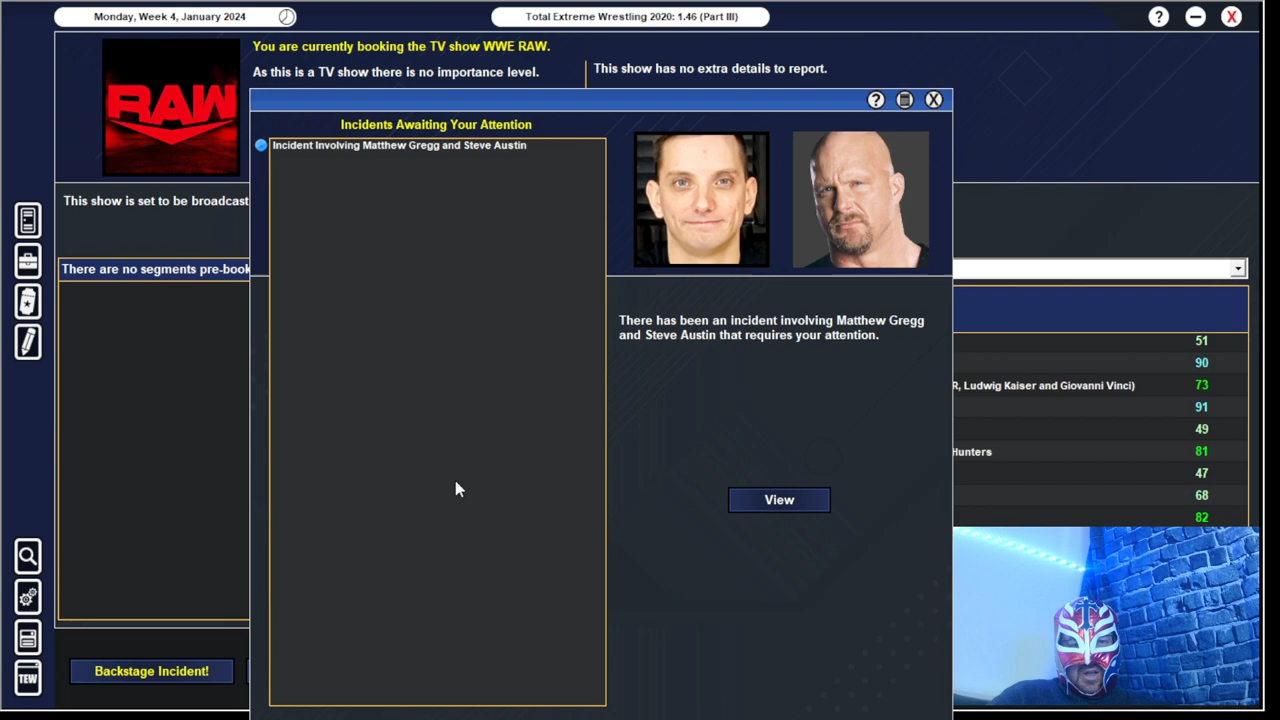 Monday, Week 4, January 2024
Total Extreme Wrestling 2020: 1.46 (Part III)
?
X
RAW
You are currently booking the TV show WWE RAW.
As this is a TV show there is no importance level.
This show has no extra details to report.
?
X
Incidents Awaiting Your Attention
Incident Involving Matthew Gregg and Steve Austin
This show is set to be broadcast
There are no segments pre-book
There has been an incident involving Matthew Gregg
and Steve Austin that requires your attention.
51
90
R, Ludwig Kaiser and Giovanni Vinci) 73
91
49
Hunters 81
47
68
82
View
Backstage Incident!
TEW